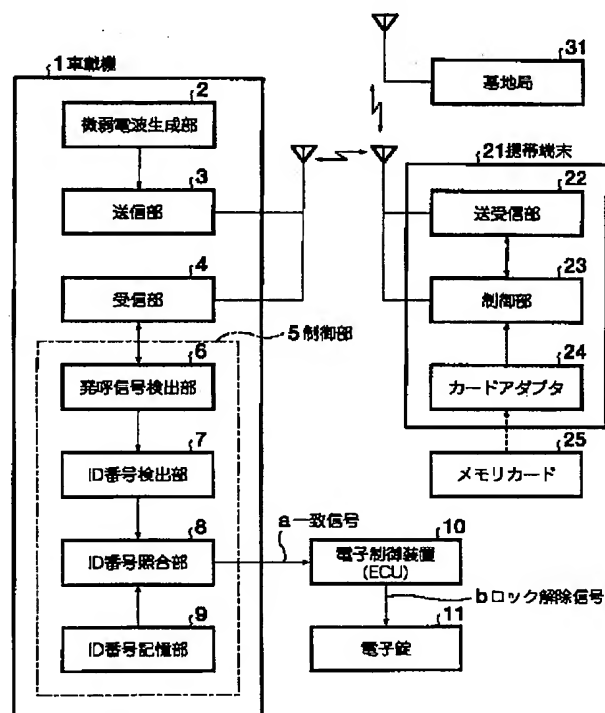 31
基地局
1車載機
2
微弱電波生成部
3
送信部
21携帯端末
22
送受信部
4
受信部
23
制御部
5制御部
6
発呼信号検出部
24
カードアダプタ
7
ID番号検出部
25
メモリカード
8
ID番号照合部
a一致信号
10
電子制御装置
(ECU)
bロック解除信号
9
ID番号記憶部
11
電子錠